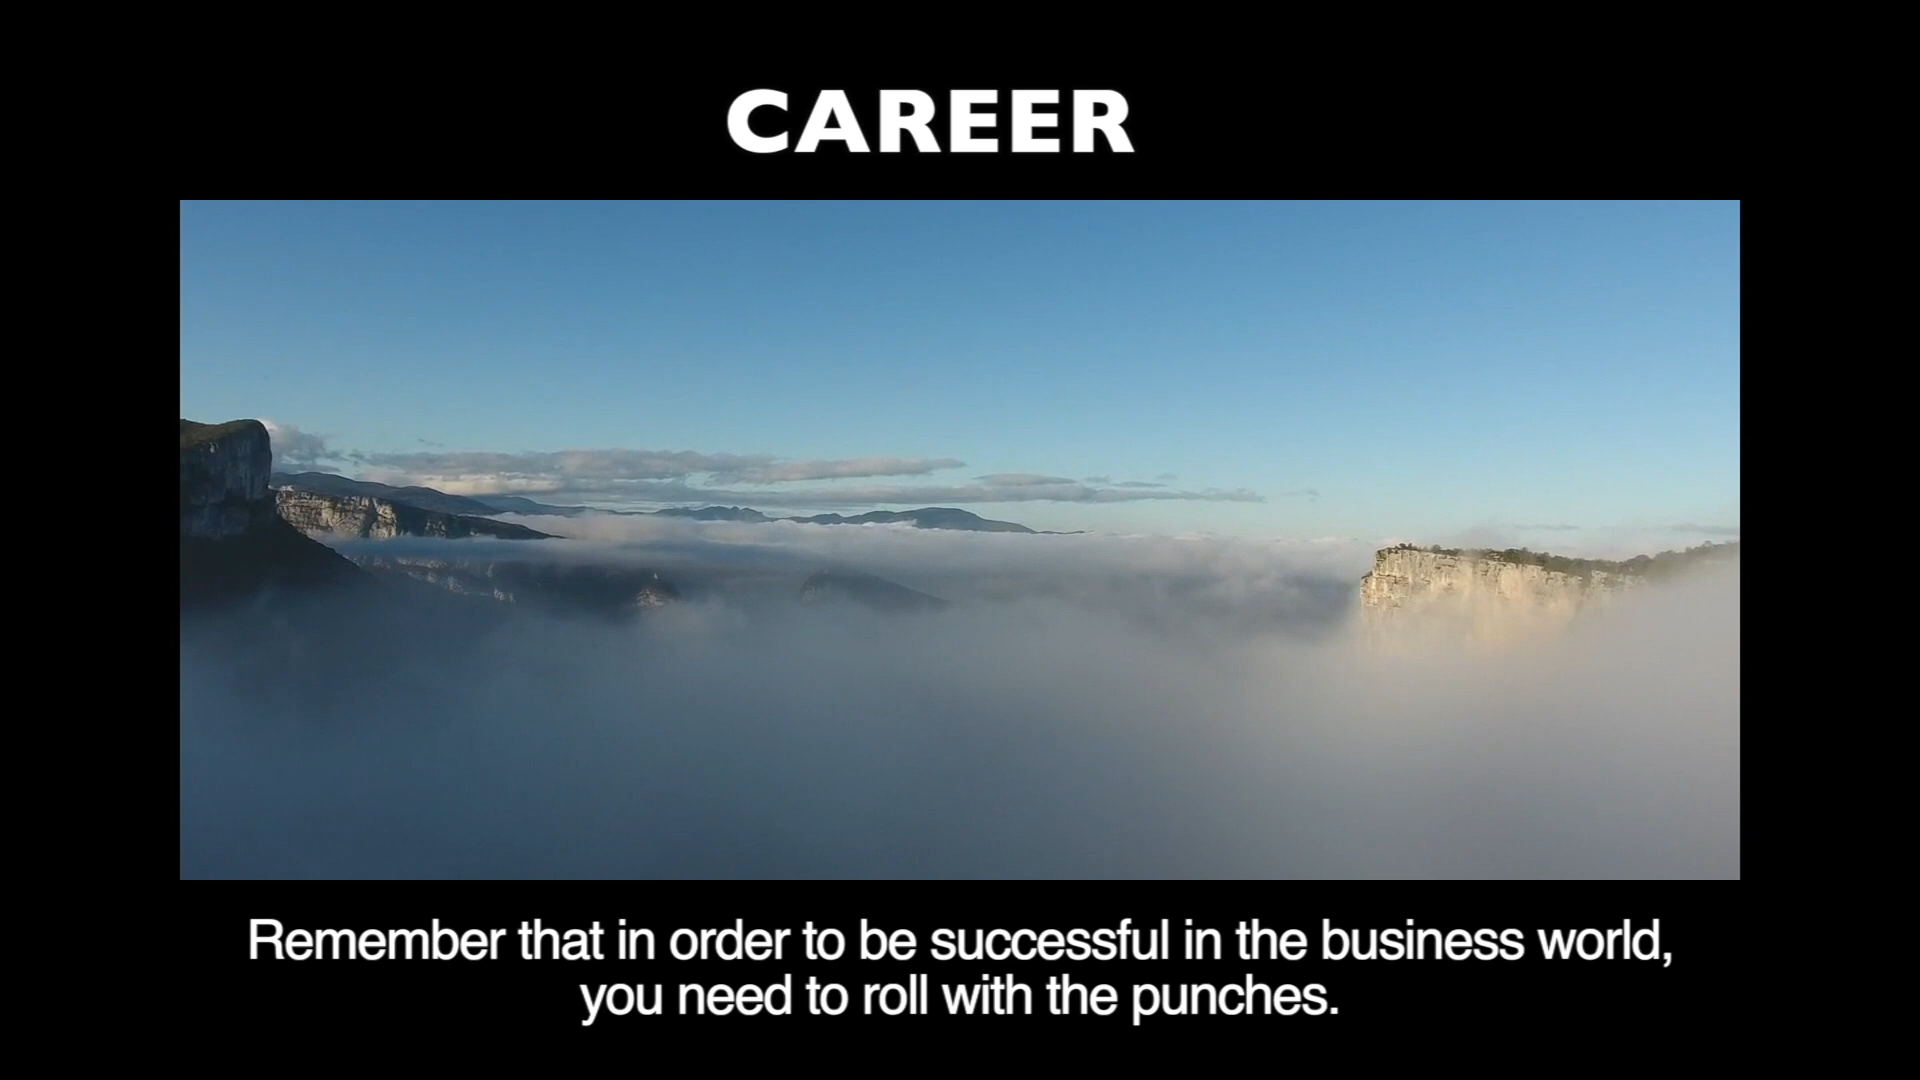 CAREER
Remember that in order to be successful in the business world,
you need to roll with the punches.